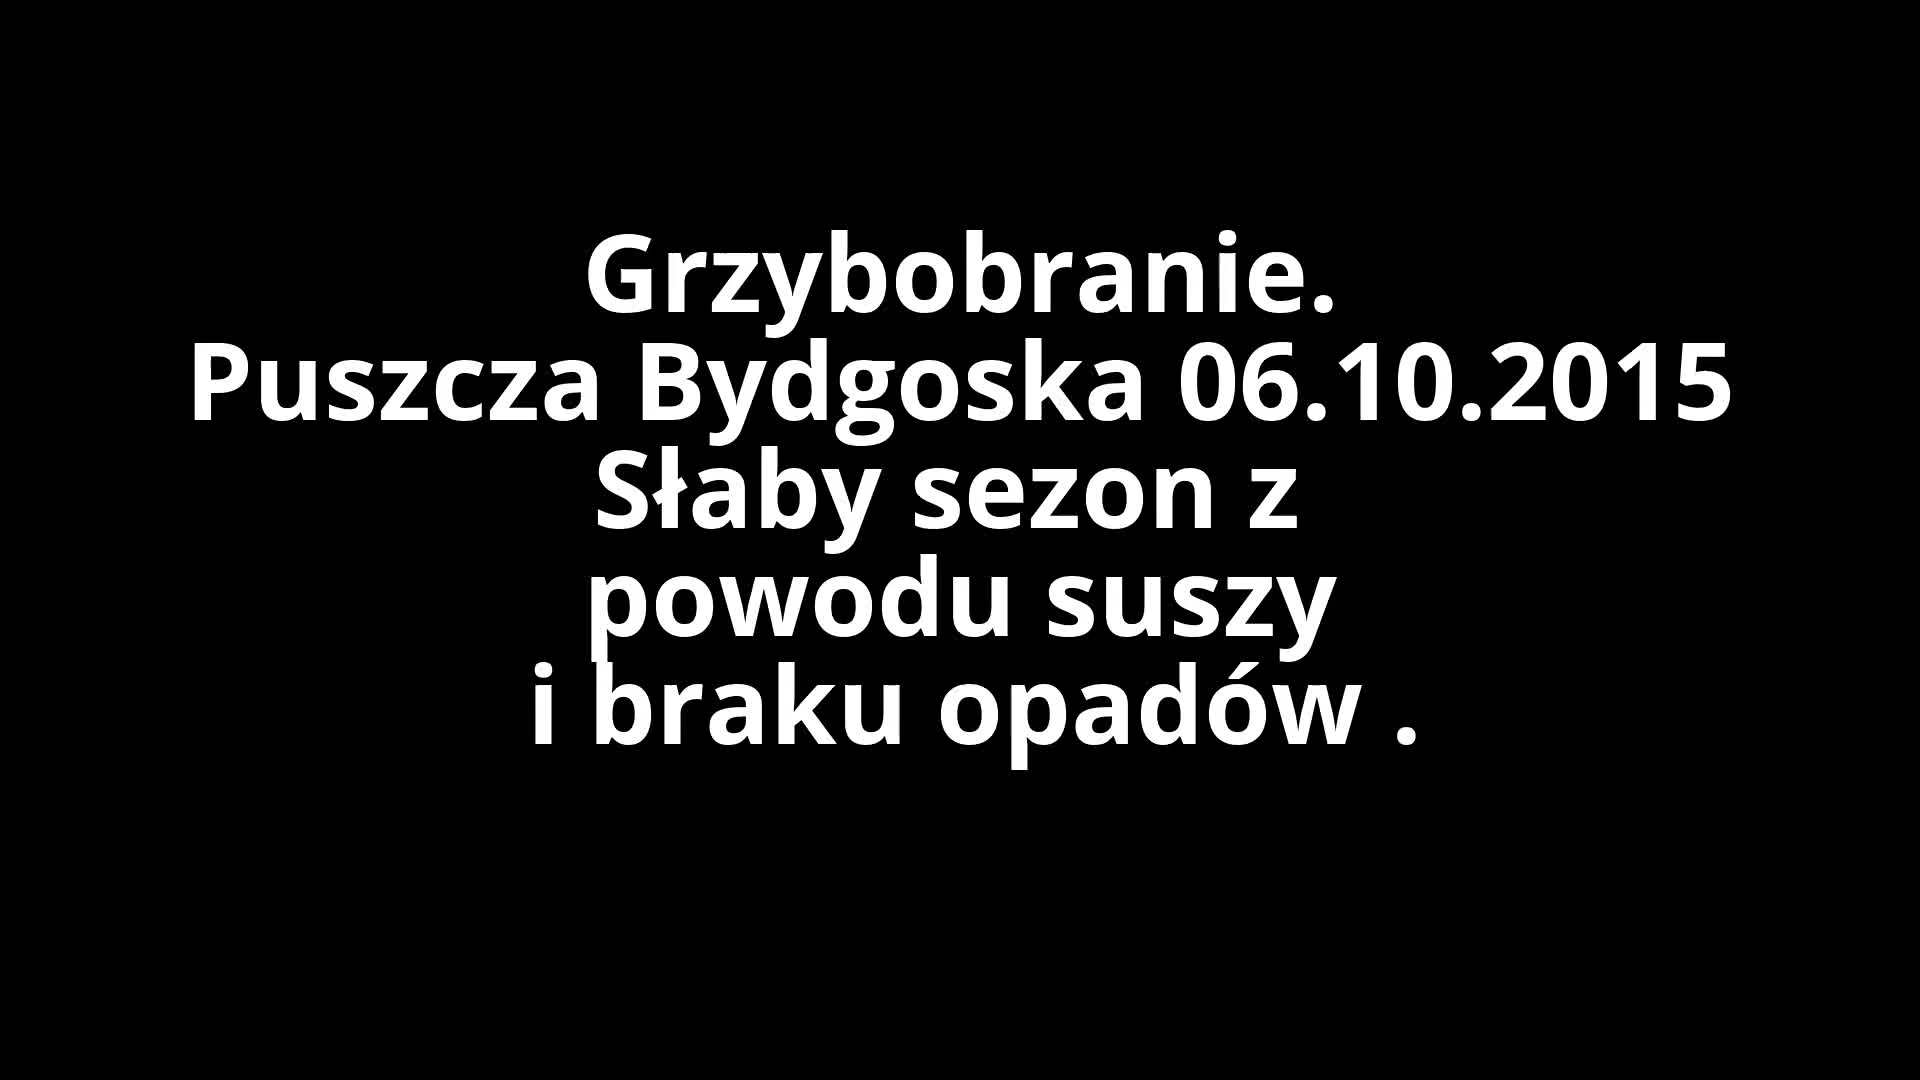 Grzybobranie.
Puszcza Bydgoska 06.10.2015
Słaby sezon z
powodu suszy
i braku opadów .